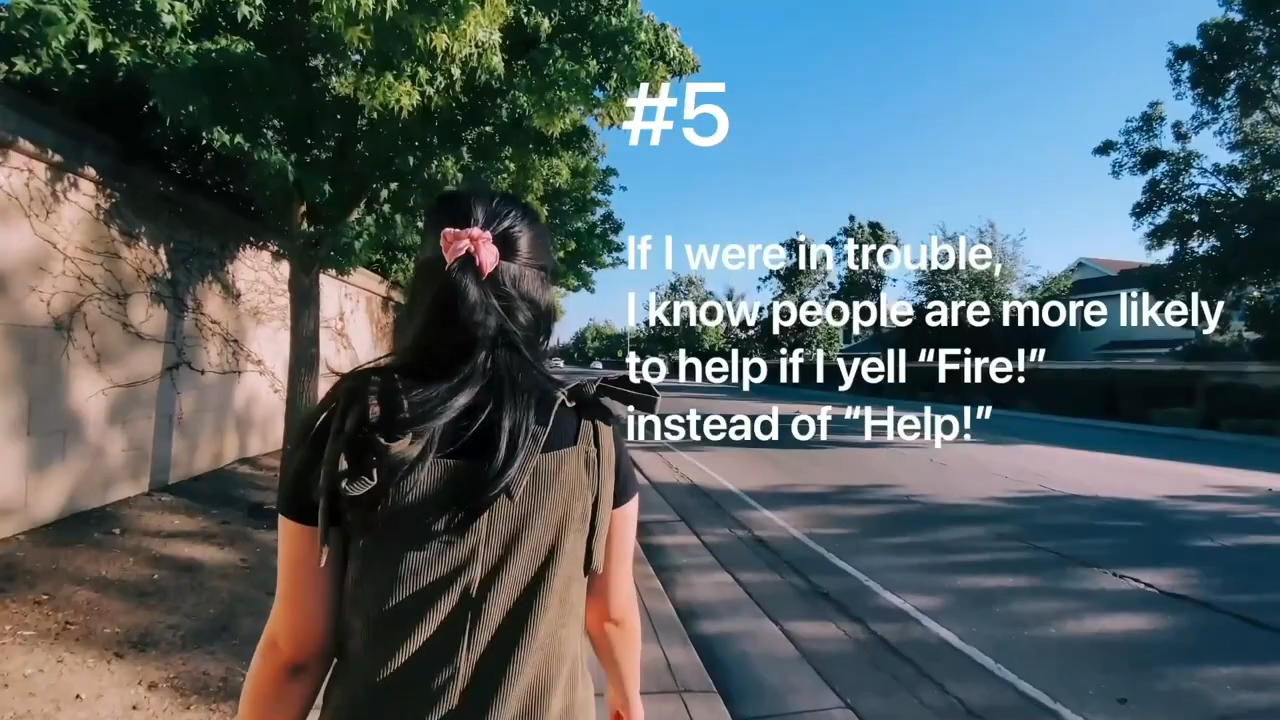 #5
If I were in trouble,
I know people are more likely
to help if I yell “Fire!”
instead of “Help!”